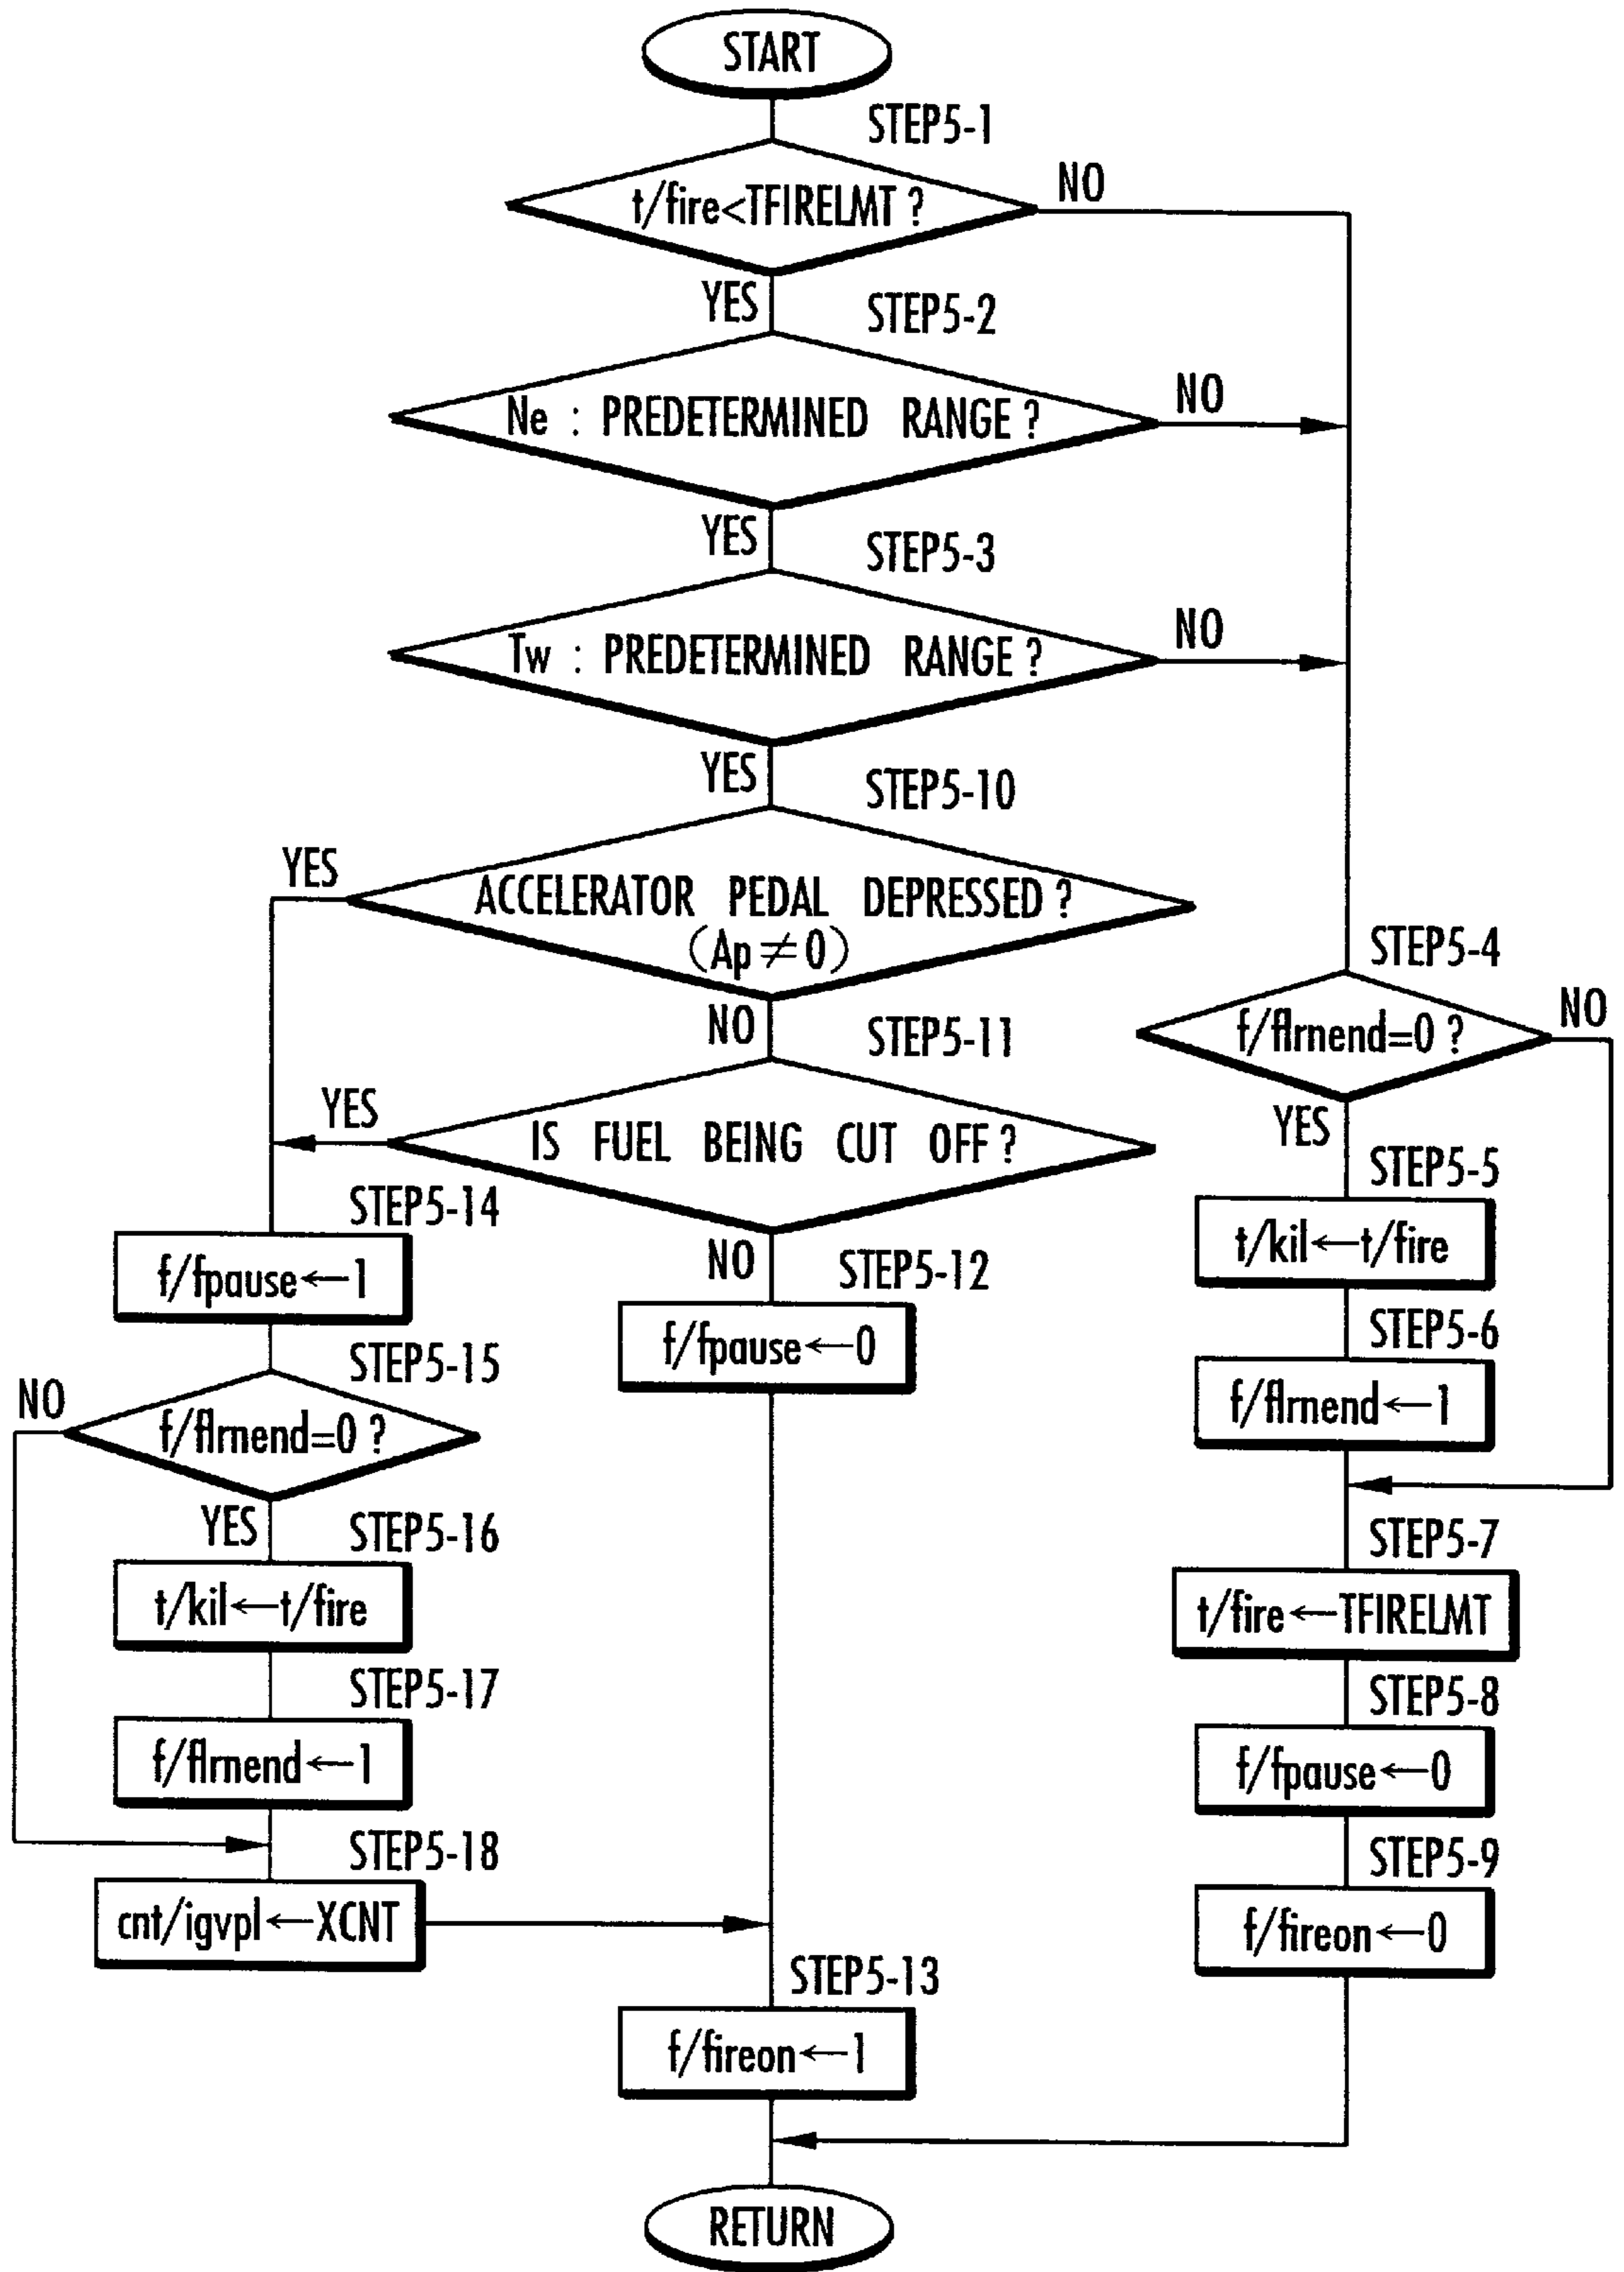 START
STEP5-1
t/fire<TFIRELMT ?
NO
YES
STEP5-2
Ne : PREDETERMINED RANGE ?
NO
YES
STEP5-3
Tw : PREDETERMINED RANGE ?
NO
YES
STEP5-10
YES
ACCELERATOR PEDAL DEPRESSED ?
(Ap≠0)
NO
STEP5-11
YES
IS FUEL BEING CUT OFF ?
NO
STEP5-12
f/fpause←0
STEP5-14
f/fpause←1
STEP5-15
NO
f/flrnend=0 ?
YES
STEP5-16
t/kil←t/fire
STEP5-17
f/flrnend←1
STEP5-18
cnt/igvpl←XCNT
STEP5-13
f/fireon←1
STEP5-4
f/flrnend=0 ?
NO
YES
STEP5-5
t/kil←t/fire
STEP5-6
f/flrnend←1
STEP5-7
t/fire←TFIRELMT
STEP5-8
f/fpause←0
STEP5-9
f/fireon←0
RETURN